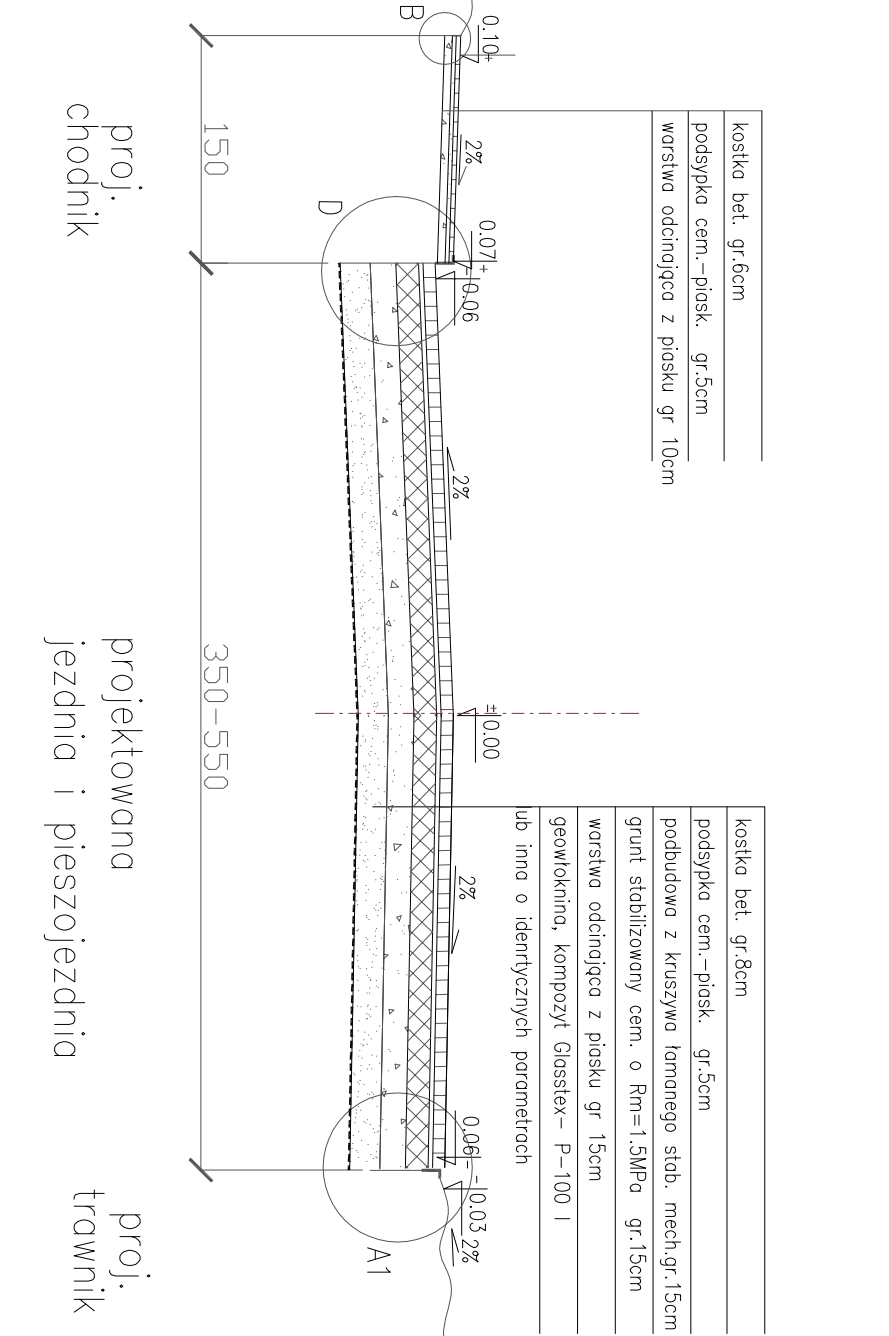 kostka bet. gr.6cm
podsypka cem.-piask. gr.5cm
warstwa odcinająca z piasku gr 10cm
kostka bet. gr.8cm
podsypka cem.-piask. gr.5cm
podbudowa z kruszywa łamanego stab. mech.gr.15cm
grunt stabilizowany cem. o Rm=1.5MPa gr.15cm
warstwa odcinająca z piasku gr 15cm
geowłóknina, kompozyt Glasstex- P-100 l
lub inna o idenrtycznych parametrach
0.10+
2%
0.07+
-0.06
2%
±0.00
2%
0.06-
-0.03
2%
B
D
A1
150
350-550
proj.
chodnik
projektowana
jezdnia i pieszojezdnia
proj.
trawnik